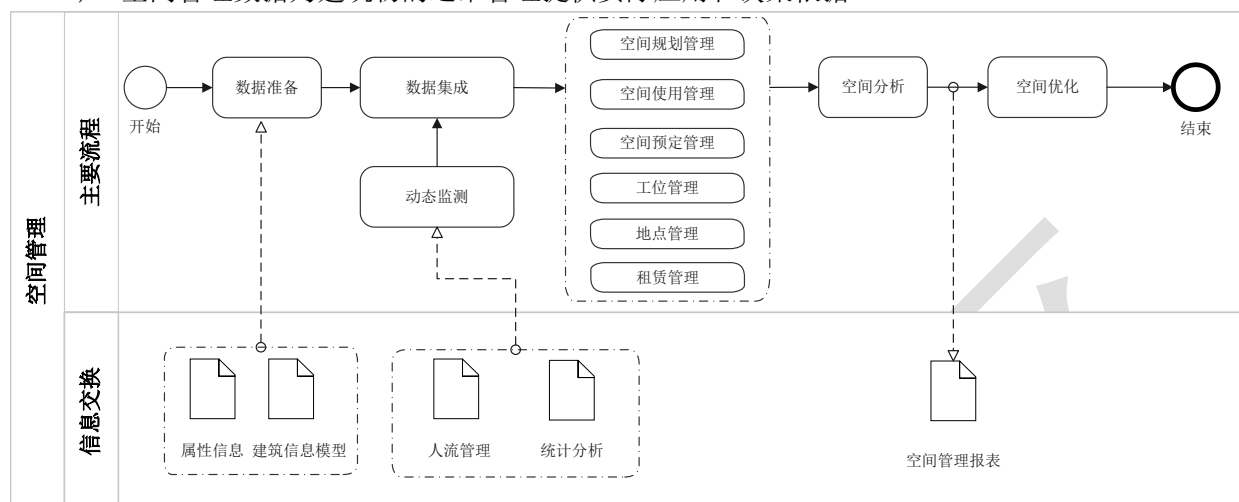 空间管理
主要流程
开始
数据准备
数据集成
动态监测
空间规划管理
空间使用管理
空间预定管理
工位管理
地点管理
租赁管理
空间分析
空间优化
结束
信息交换
属性信息
建筑信息模型
人流管理
统计分析
空间管理报表